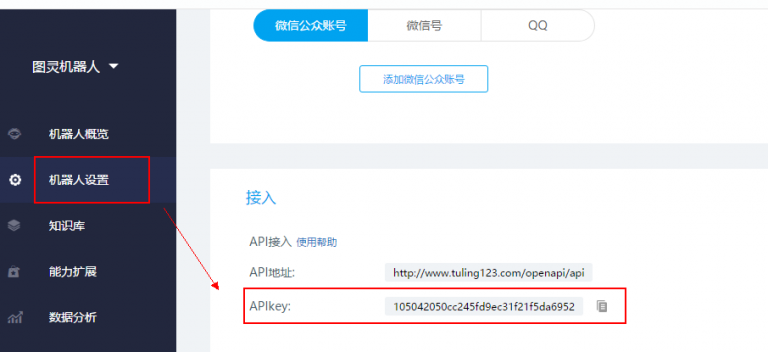 微信公众账号 微信号 QQ
图灵机器人
添加微信公众账号
机器人概览
机器人设置
接入
知识库
API接入 使用帮助
能力扩展
API地址: http://www.tuling123.com/openapi/api
APIkey: 105042050cc245fd9ec31f21f5da6952
数据分析